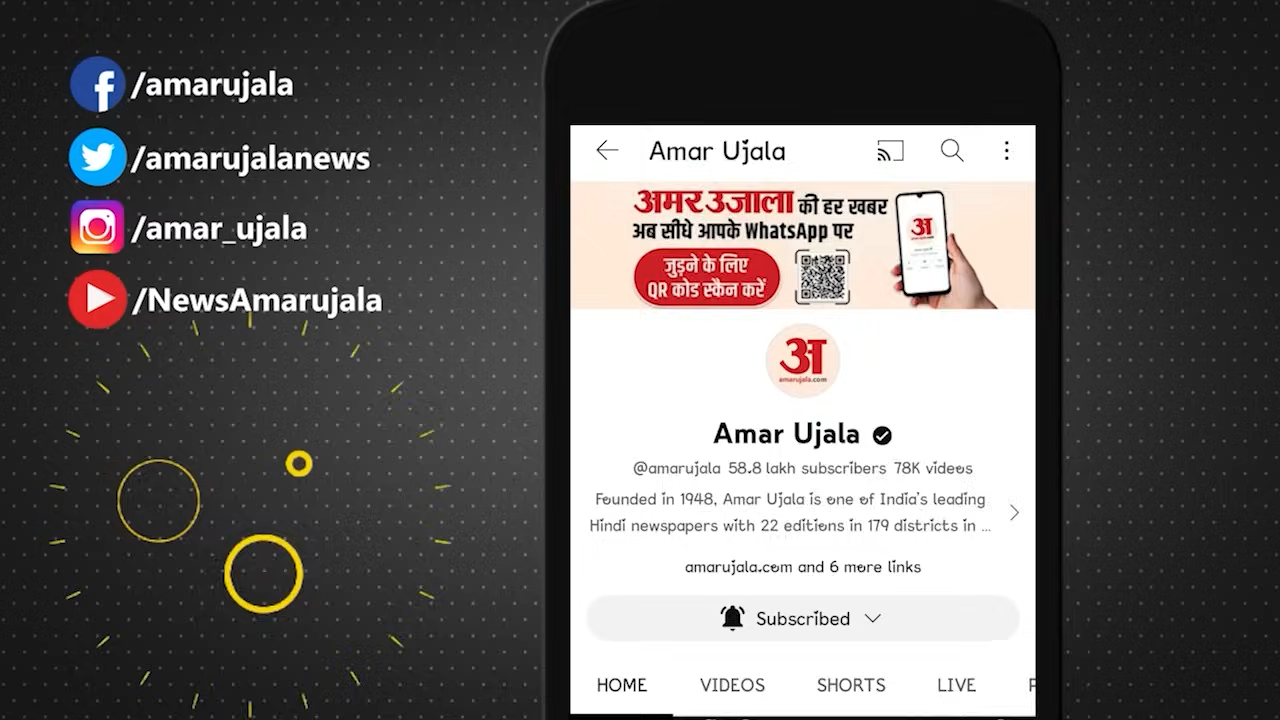 /amarujala
/amarujalanews
/amar_ujala
/NewsAmarujala
Amar Ujala
अमर उजाला की हर खबर
अब सीधे आपके WhatsApp पर
जुड़ने के लिए
QR कोड स्कैन करें
अ
अ
amarujala.com
Amar Ujala
@amarujala 58.8 lakh subscribers 78K videos
Founded in 1948, Amar Ujala is one of India's leading
Hindi newspapers with 22 editions in 179 districts in ...
amarujala.com and 6 more links
Subscribed
HOME VIDEOS SHORTS LIVE